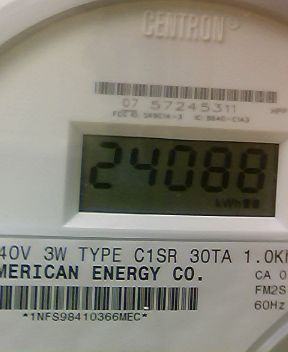 CENTRON®
07 57245311
24088
kWh
40V 3W TYPE C1SR 30TA 1.0K
MERICAN ENERGY CO.
CA 0
FM2S
60Hz
*1NFS98410366MEC*